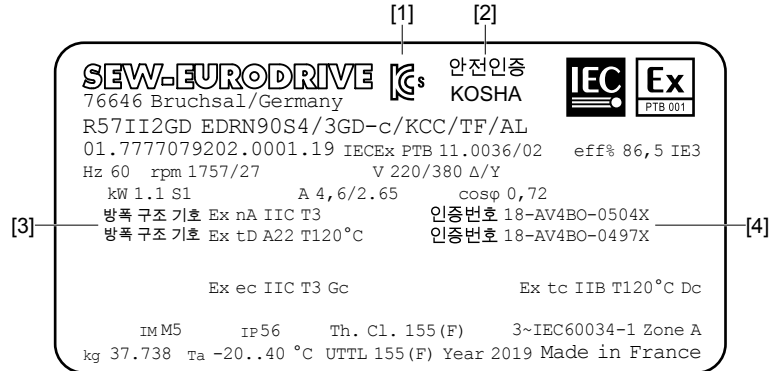 [1] [2]
SEW-EURODRIVE KCs 안전인증 KOSHA IEC Ex PTB 001
76646 Bruchsal/Germany
R57II2GD EDRN90S4/3GD-c/KCC/TF/AL
01.7777079202.0001.19 IECEx PTB 11.0036/02 eff% 86,5 IE3
Hz 60 rpm 1757/27 V 220/380 Δ/Y
kW 1.1 S1 A 4,6/2.65 cosφ 0,72
[3] 방폭 구조 기호 Ex nA IIC T3 인증번호 18-AV4BO-0504X [4]
방폭 구조 기호 Ex tD A22 T120°C 인증번호 18-AV4BO-0497X
Ex ec IIC T3 Gc Ex tc IIB T120°C Dc
IM M5 IP 56 Th. Cl. 155(F) 3~IEC60034-1 Zone A
kg 37.738 Ta -20..40 °C UTTL 155(F) Year 2019 Made in France